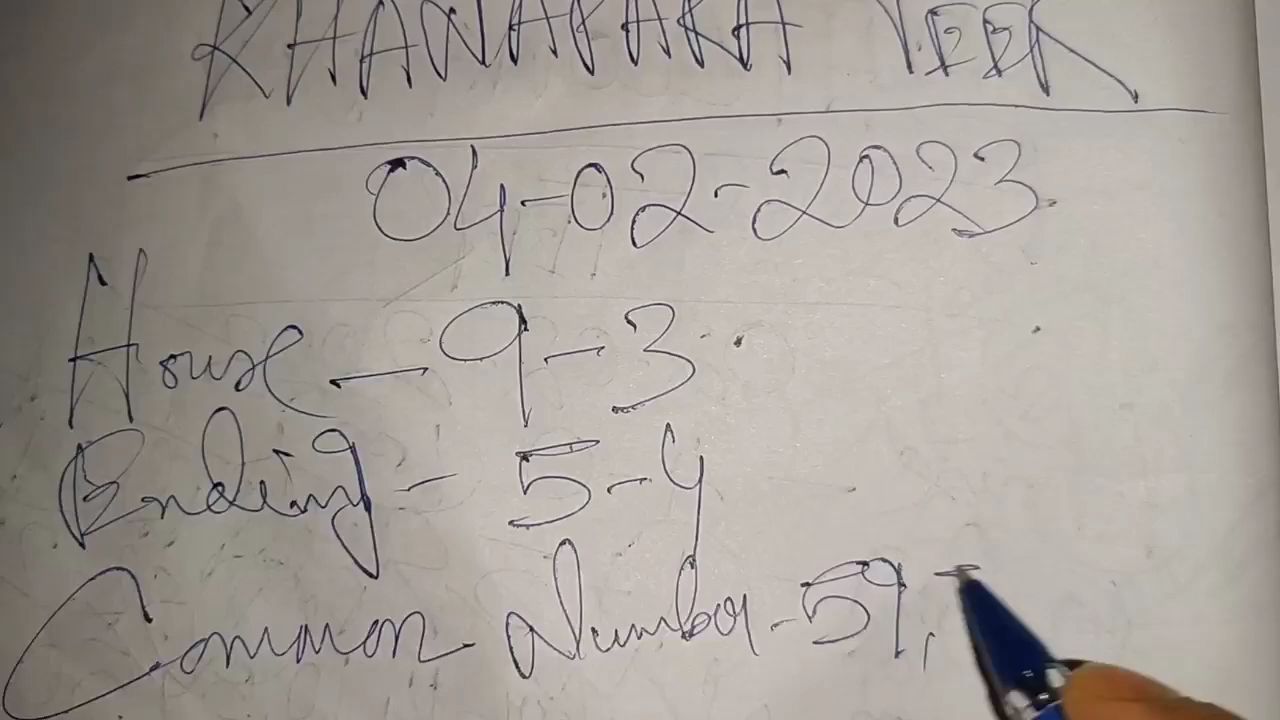 KHANAPARA TEER
04-02-2023
House - 9-3
Ending - 5-4
Common Number - 59,